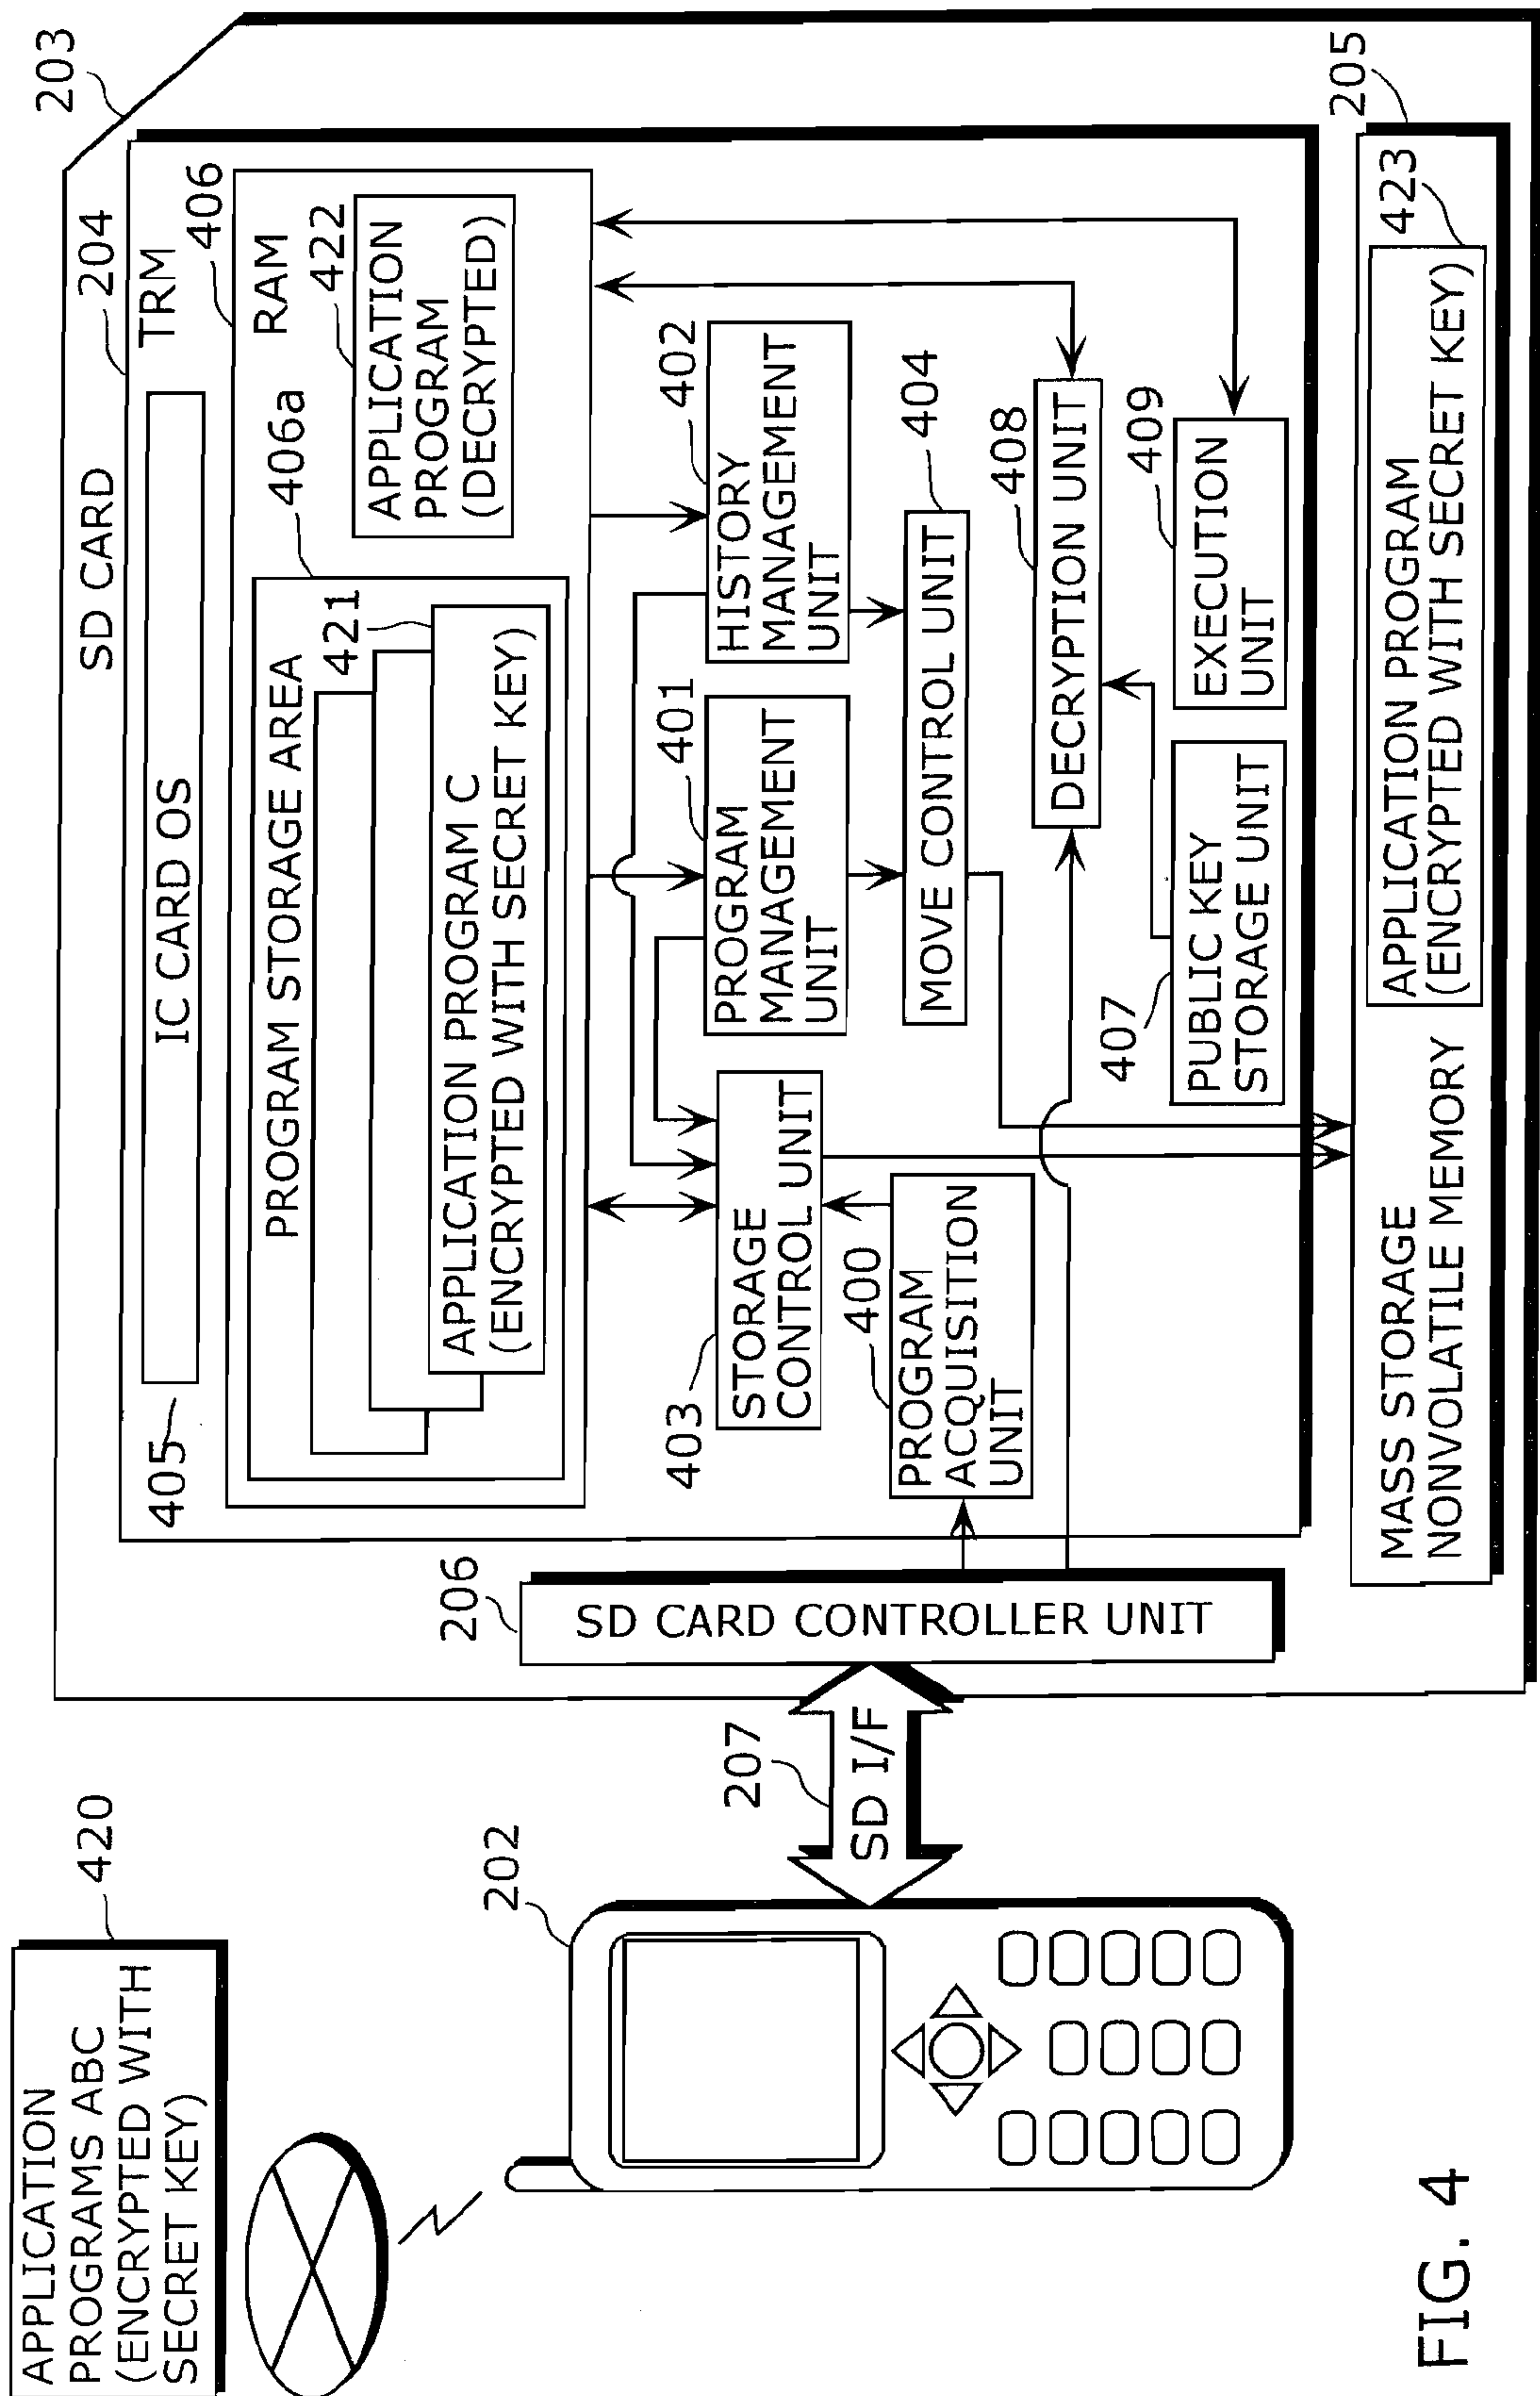 FIG. 4
APPLICATION
PROGRAMS ABC
(ENCRYPTED WITH
SECRET KEY)
420
202
207
SD I/F
206
SD CARD CONTROLLER UNIT
SD CARD
203
204
TRM
405
IC CARD OS
406
RAM
406a
PROGRAM STORAGE AREA
421
APPLICATION PROGRAM C
(ENCRYPTED WITH SECRET KEY)
422
APPLICATION
PROGRAM
(DECRYPTED)
403
STORAGE
CONTROL UNIT
401
PROGRAM
MANAGEMENT
UNIT
402
HISTORY
MANAGEMENT
UNIT
400
PROGRAM
ACQUISITION
UNIT
404
MOVE CONTROL UNIT
408
DECRYPTION UNIT
407
PUBLIC KEY
STORAGE UNIT
409
EXECUTION
UNIT
205
MASS STORAGE
NONVOLATILE MEMORY
423
APPLICATION PROGRAM
(ENCRYPTED WITH SECRET KEY)